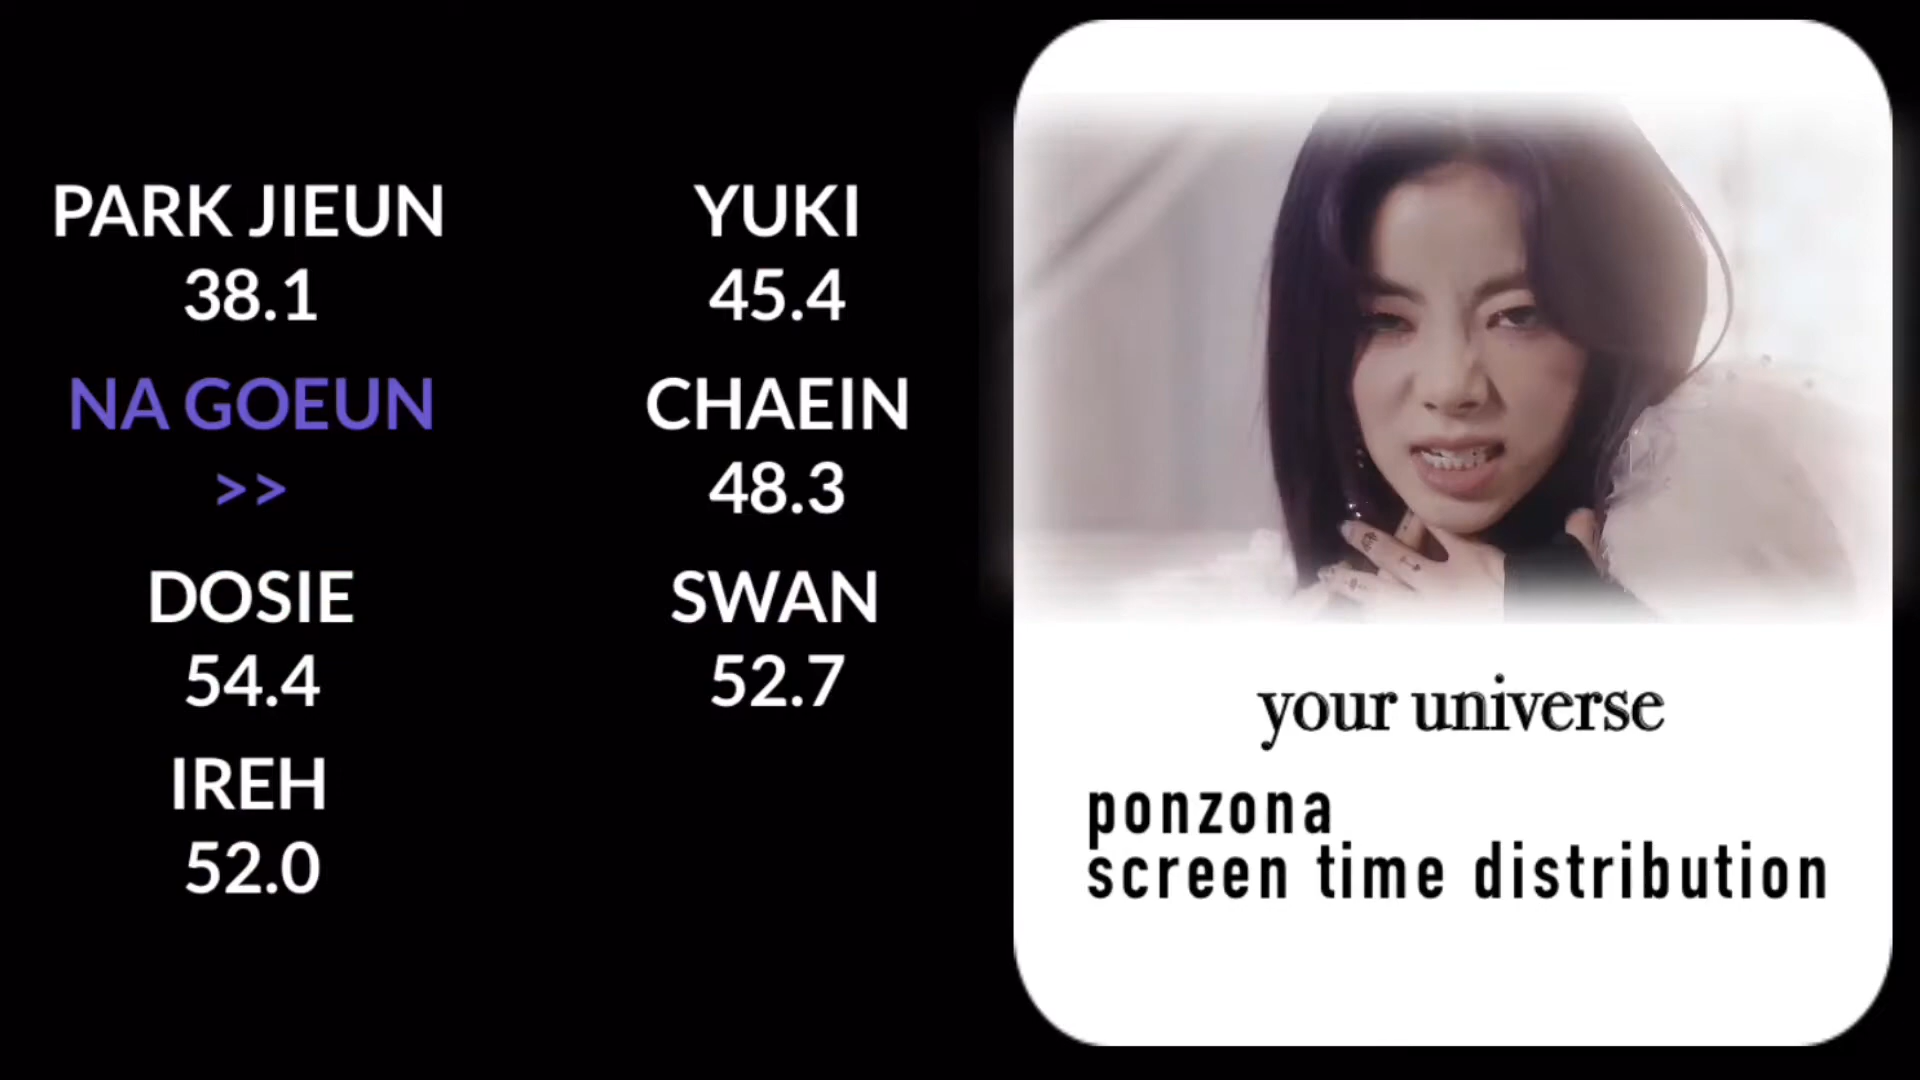 PARK JIEUN
38.1
NA GOEUN
>>
DOSIE
54.4
IREH
52.0
YUKI
45.4
CHAEIN
48.3
SWAN
52.7
your universe
ponzona
screen time distribution